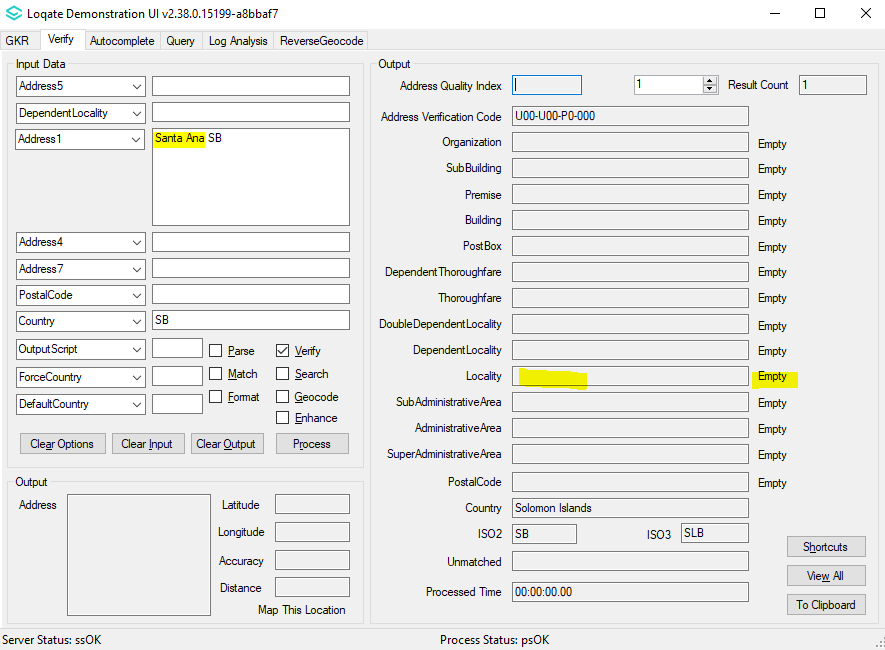 Loqate Demonstration UI v2.38.0.15199-a8bbaf7
GKR Verify Autocomplete Query Log Analysis ReverseGeocode
Input Data
Address5
DependentLocality
Address1 Santa Ana SB
Address4
Address7
PostalCode
Country SB
OutputScript Parse Verify
ForceCountry Match Search
DefaultCountry Format Geocode
Enhance
Clear Options Clear Input Clear Output Process
Output
Address Latitude
Longitude
Accuracy
Distance
Map This Location
Output
Address Quality Index 1 Result Count 1
Address Verification Code U00-U00-P0-000
Organization Empty
SubBuilding Empty
Premise Empty
Building Empty
PostBox Empty
DependentThoroughfare Empty
Thoroughfare Empty
DoubleDependentLocality Empty
DependentLocality Empty
Locality Empty
SubAdministrativeArea Empty
AdministrativeArea Empty
SuperAdministrativeArea Empty
PostalCode Empty
Country Solomon Islands
ISO2 SB ISO3 SLB
Unmatched
Processed Time 00:00:00.00
Shortcuts
View All
To Clipboard
Server Status: ssOK Process Status: psOK